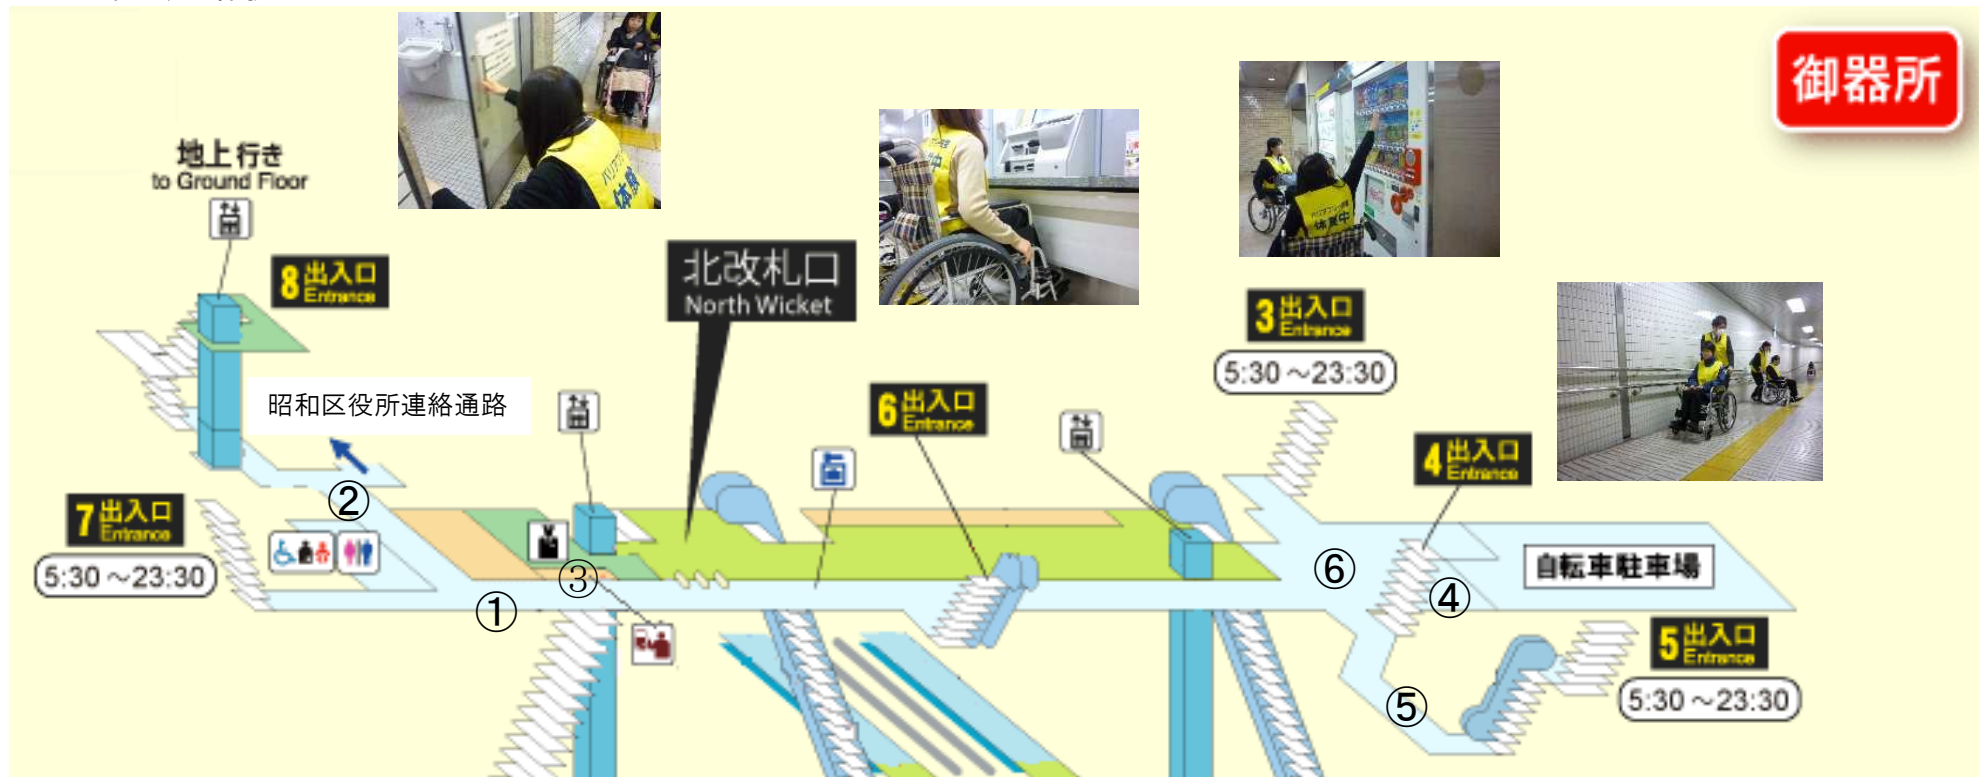 御器所
地上行き
to Ground Floor
8 出入口
Entrance
北改札口
North Wicket
3 出入口
Entrance
5:30～23:30
昭和区役所連絡通路
6 出入口
Entrance
4 出入口
Entrance
②
7 出入口
Entrance
5:30～23:30
③
①
⑥
④
自転車駐車場
5 出入口
Entrance
5:30～23:30
⑤
体験中